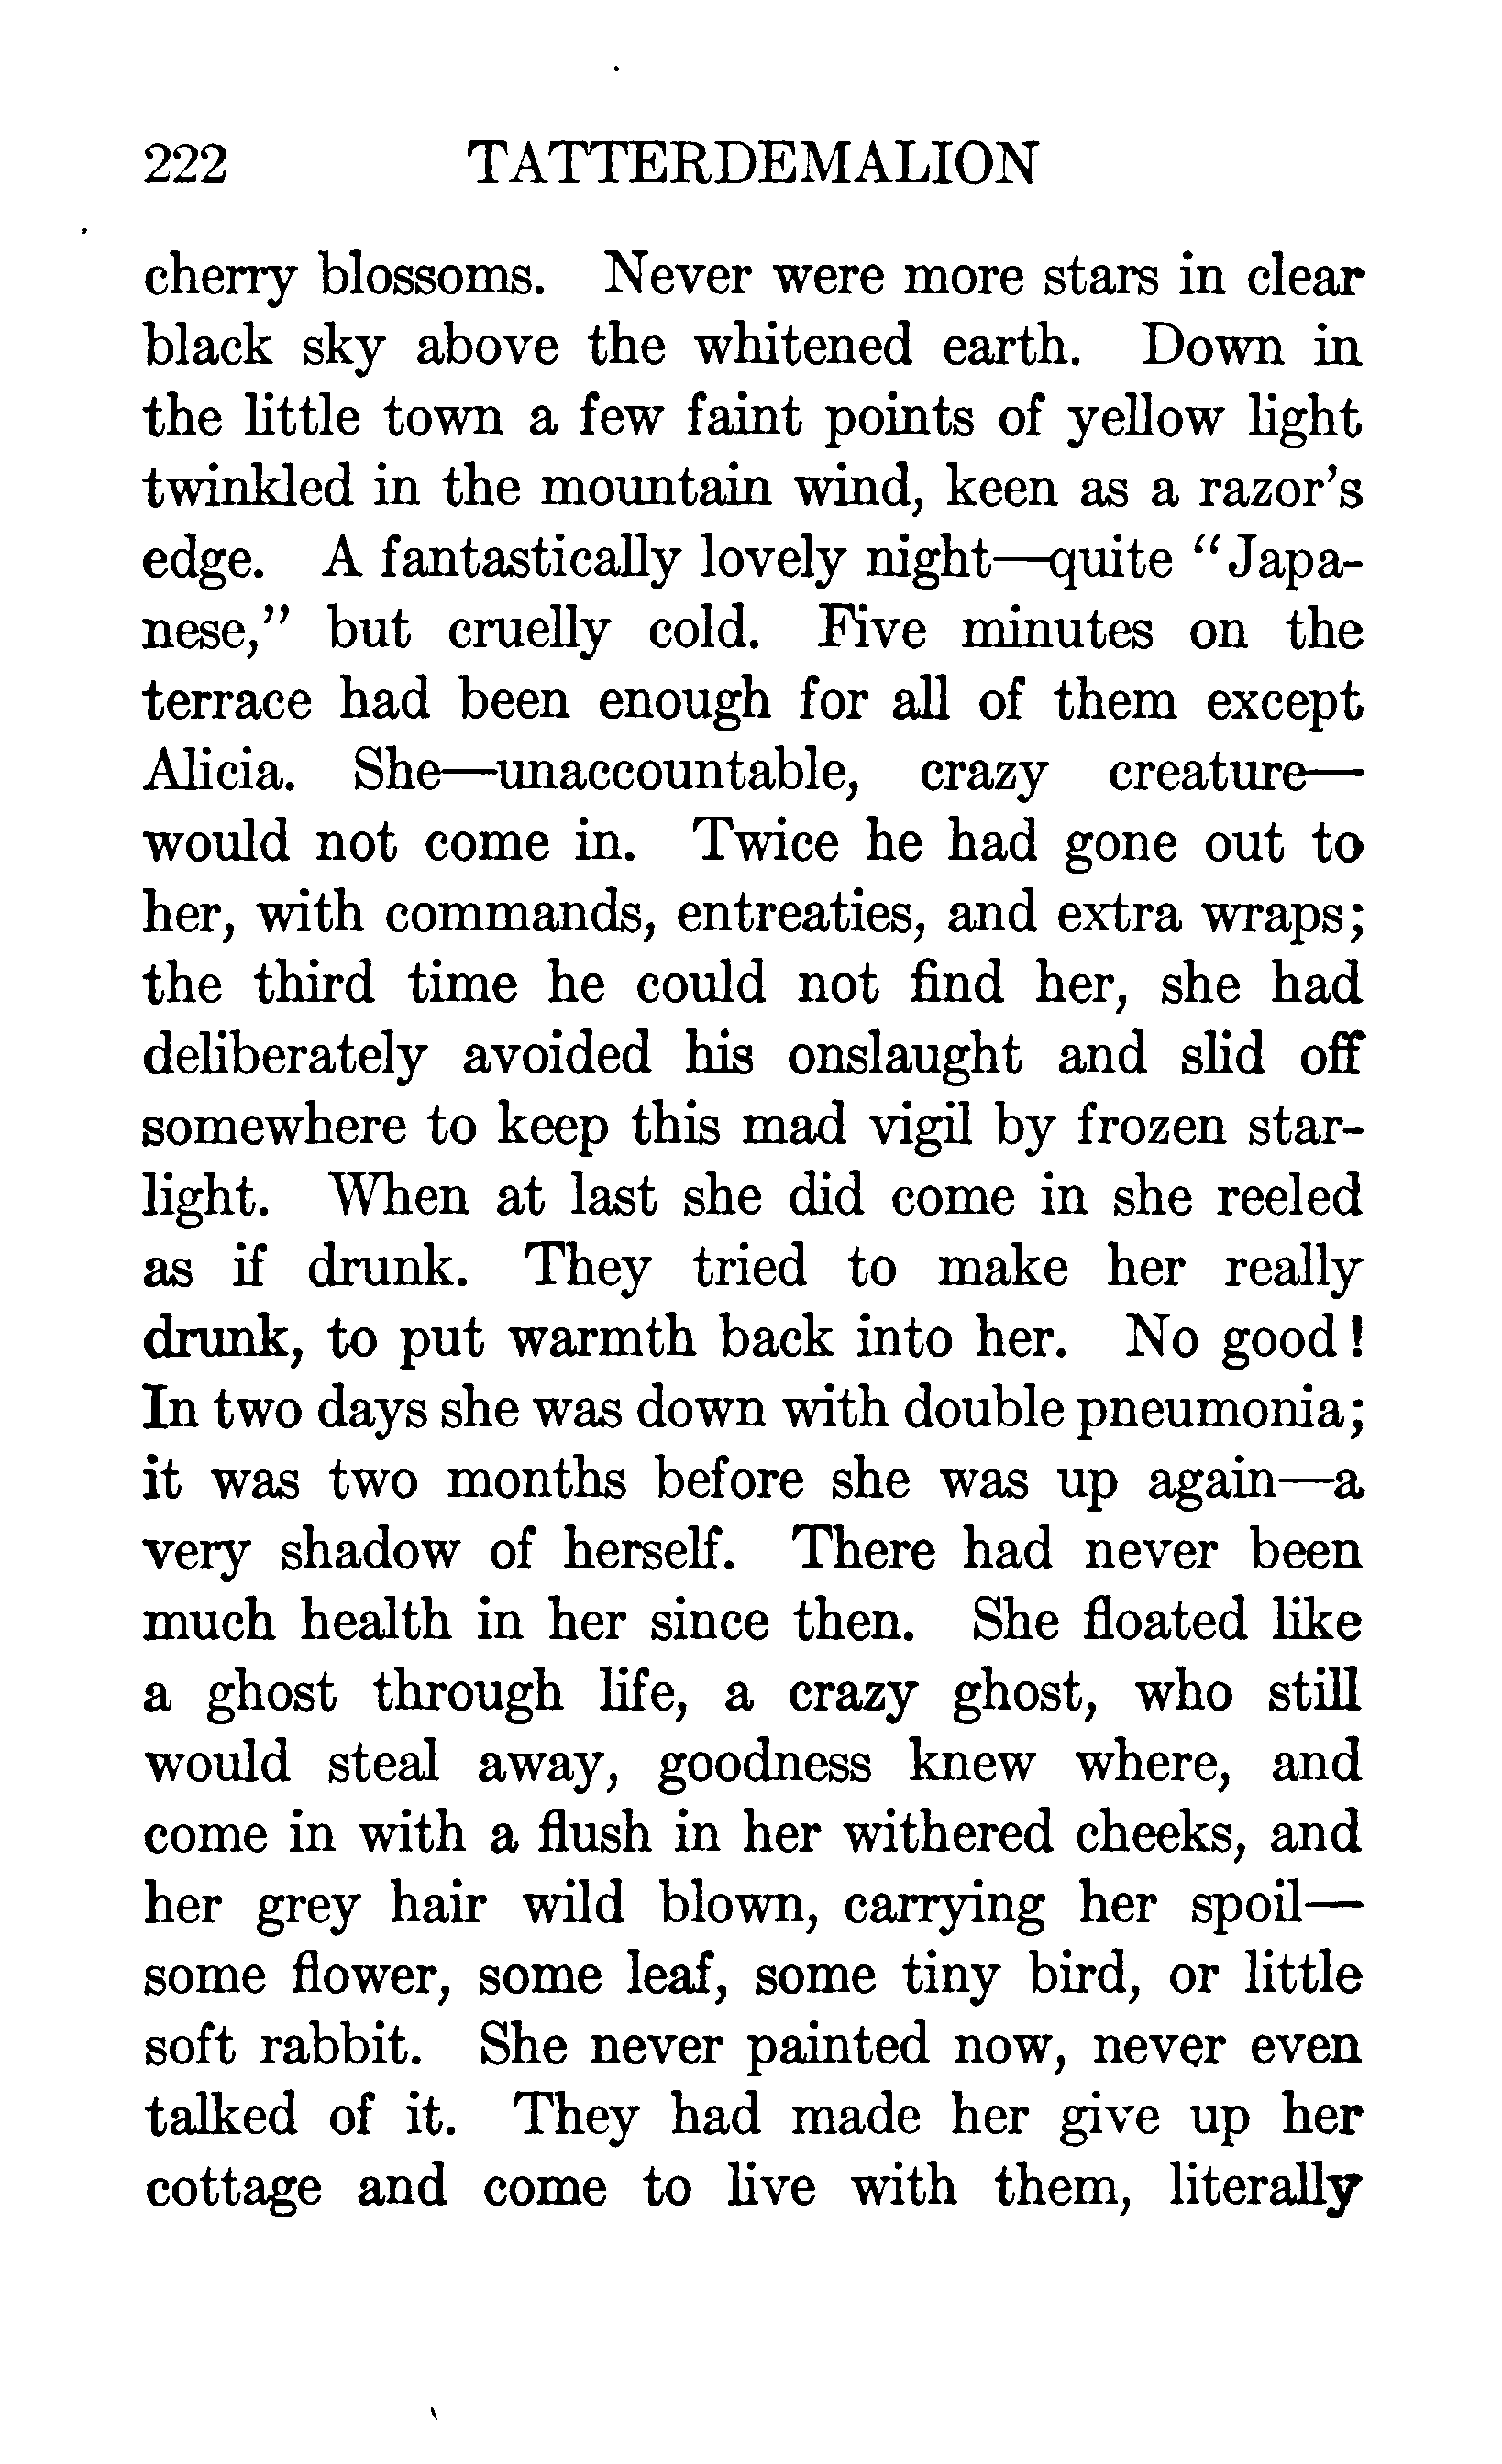 222 TATTERDEMALION
cherry blossoms. Never were more stars in clear
black sky above the whitened earth. Down in
the little town a few faint points of yellow light
twinkled in the mountain wind, keen as a razor's
edge. A fantastically lovely night—quite "Japa-
nese," but cruelly cold. Five minutes on the
terrace had been enough for all of them except
Alicia. She—unaccountable, crazy creature—
would not come in. Twice he had gone out to
her, with commands, entreaties, and extra wraps;
the third time he could not find her, she had
deliberately avoided his onslaught and slid off
somewhere to keep this mad vigil by frozen star-
light. When at last she did come in she reeled
as if drunk. They tried to make her really
drunk, to put warmth back into her. No good!
In two days she was down with double pneumonia;
it was two months before she was up again—a
very shadow of herself. There had never been
much health in her since then. She floated like
a ghost through life, a crazy ghost, who still
would steal away, goodness knew where, and
come in with a flush in her withered cheeks, and
her grey hair wild blown, carrying her spoil—
some flower, some leaf, some tiny bird, or little
soft rabbit. She never painted now, never even
talked of it. They had made her give up her
cottage and come to live with them, literally